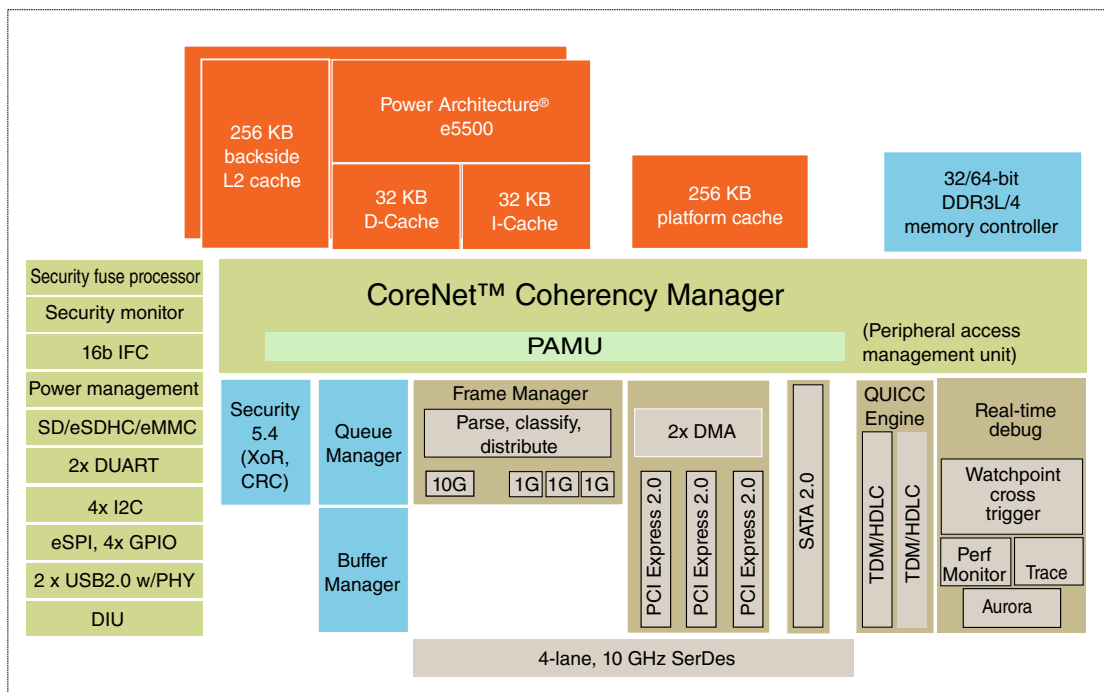 256 KB
backside
L2 cache
Power Architecture®
e5500
32 KB
D-Cache
32 KB
I-Cache
256 KB
platform cache
32/64-bit
DDR3L/4
memory controller
Security fuse processor
Security monitor
16b IFC
Power management
SD/eSDHC/eMMC
2x DUART
4x I2C
eSPI, 4x GPIO
2 x USB2.0 w/PHY
DIU
CoreNet™ Coherency Manager
PAMU
(Peripheral access
management unit)
Security
5.4
(XoR,
CRC)
Queue
Manager
Buffer
Manager
Frame Manager
Parse, classify,
distribute
10G
1G
1G
1G
2x DMA
PCI Express 2.0
PCI Express 2.0
PCI Express 2.0
SATA 2.0
QUICC
Engine
TDM/HDLC
TDM/HDLC
Real-time
debug
Watchpoint
cross
trigger
Perf
Monitor
Trace
Aurora
4-lane, 10 GHz SerDes